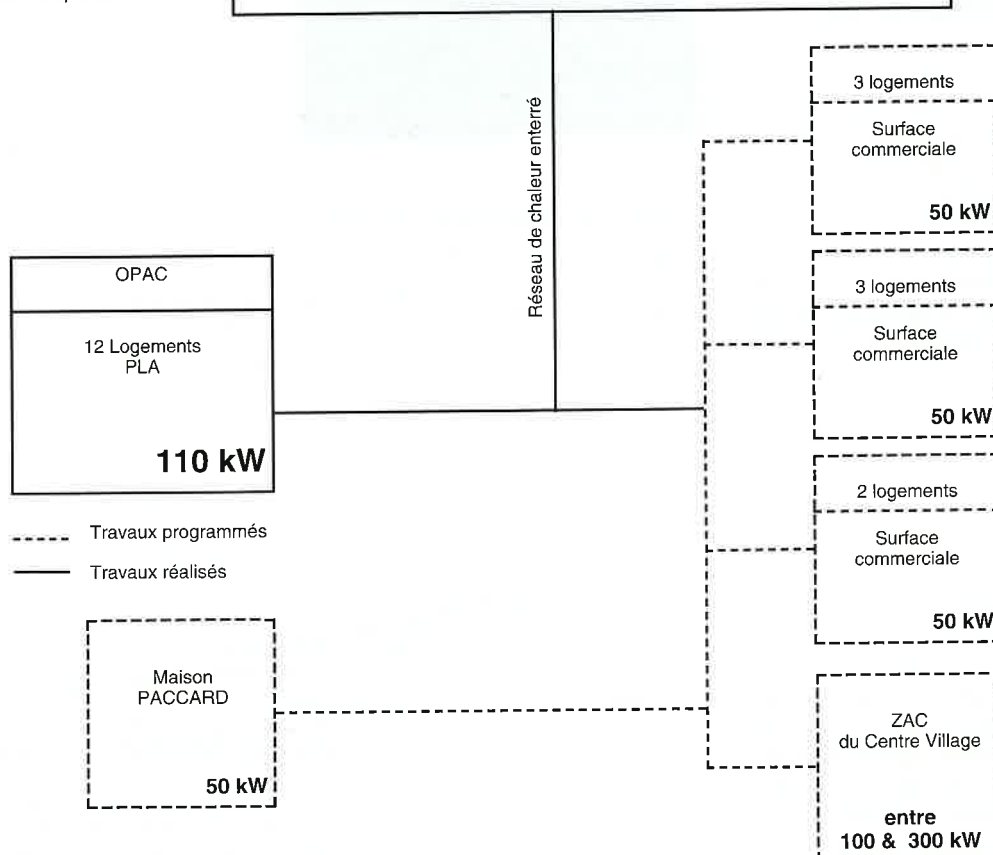 3 logements
Surface
commerciale
50 kW
Réseau de chaleur enterré
OPAC
12 Logements
PLA
110 kW
3 logements
Surface
commerciale
50 kW
2 logements
Surface
commerciale
50 kW
Travaux programmés
Travaux réalisés
Maison
PACCARD
50 kW
ZAC
du Centre Village
entre
100 & 300 kW